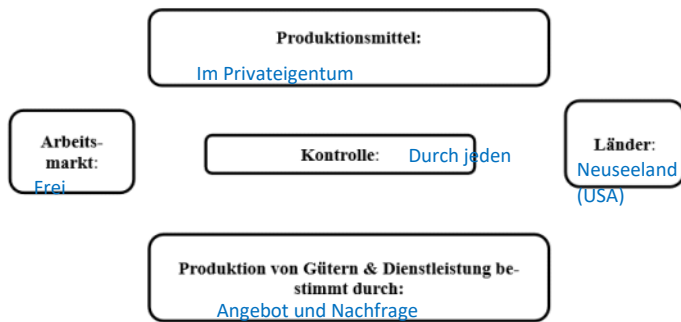 Produktionsmittel:
Im Privateigentum
Arbeits-
markt:
Frei
Kontrolle: Durch jeden
Länder:
Neuseeland
(USA)
Produktion von Gütern & Dienstleistung be-
stimmt durch:
Angebot und Nachfrage